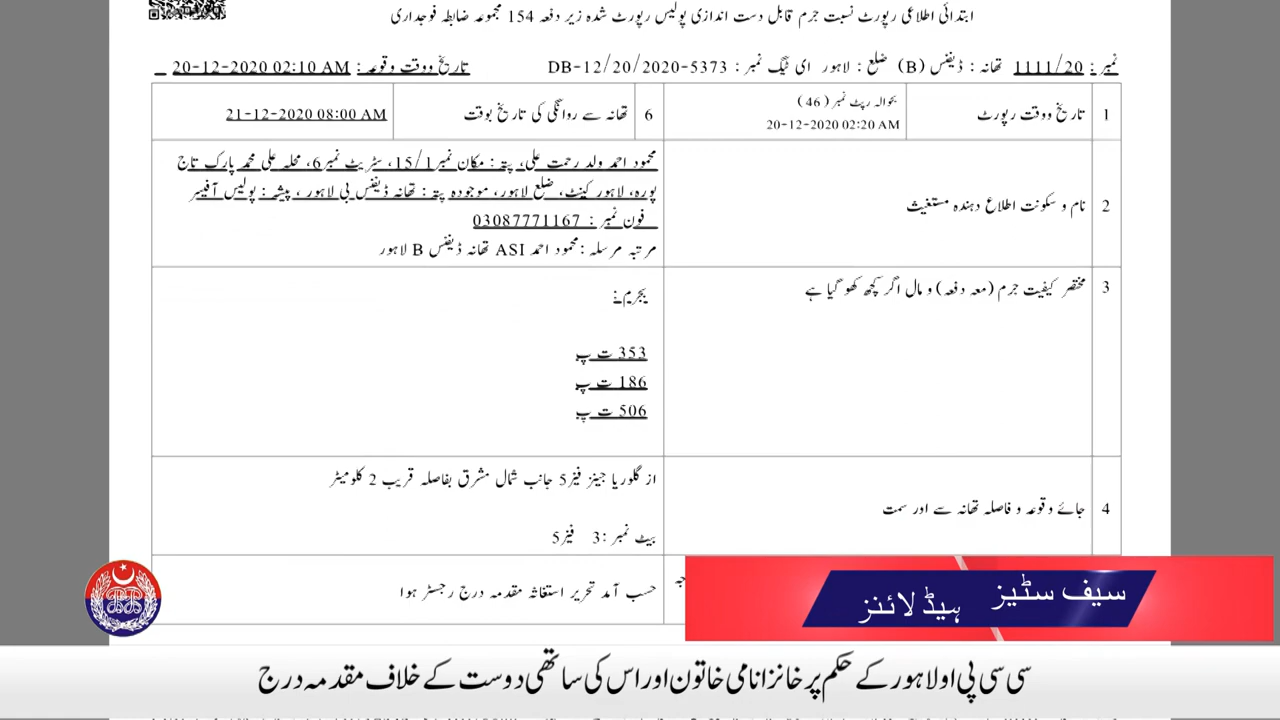 ابتدائی اطلاعی رپورٹ نسبت جرم قابل دست اندازی پولیس رپورٹ شدہ زیر دفعہ 154 مجموعہ ضابطہ فوجداری
نمبر : 1111/20 تھانہ : ڈیفنس (B) ضلع : لاہور ای ٹیگ نمبر : DB-12/20/2020-5373 تاریخ ووقت وقوعہ : 20-12-2020 02:10 AM
1 تاریخ ووقت رپورٹ
بحوالہ رپٹ نمبر (46)
20-12-2020 02:20 AM
6 تھانہ سے روانگی کی تاریخ بوقت
21-12-2020 08:00 AM
2 نام و سکونت اطلاع دہندہ مستغیث
محمود احمد ولد رحمت علی، پتہ : مکان نمبر 15/1، سٹریٹ نمبر 6، محلہ علی محمد پارک تاج
پورہ، لاہور کینٹ، ضلع لاہور، موجودہ پتہ : تھانہ ڈیفنس بی لاہور ، پیشہ : پولیس آفیسر
فون نمبر : 03087771167
مرتبہ مرسلہ : محمود احمد ASI تھانہ ڈیفنس B لاہور
3 مختصر کیفیت جرم (معہ دفعہ) و مال اگر کچھ کھو گیا ہے
بجرم :
353 ت پ
186 ت پ
506 ت پ
4 جائے وقوعہ و فاصلہ تھانہ سے اور سمت
از گلوریا جینز فیز 5 جانب شمال مشرق بفاصلہ قریب 2 کلومیٹر
بیٹ نمبر : 3 فیز 5
حسب آمد تحریر استغاثہ مقدمہ درج رجسٹر ہوا
سیف سٹیز
ہیڈلائنز
سی سی پی او لاہور کے حکم پر خانزا نامی خاتون اور اس کی ساتھی دوست کے خلاف مقدمہ درج